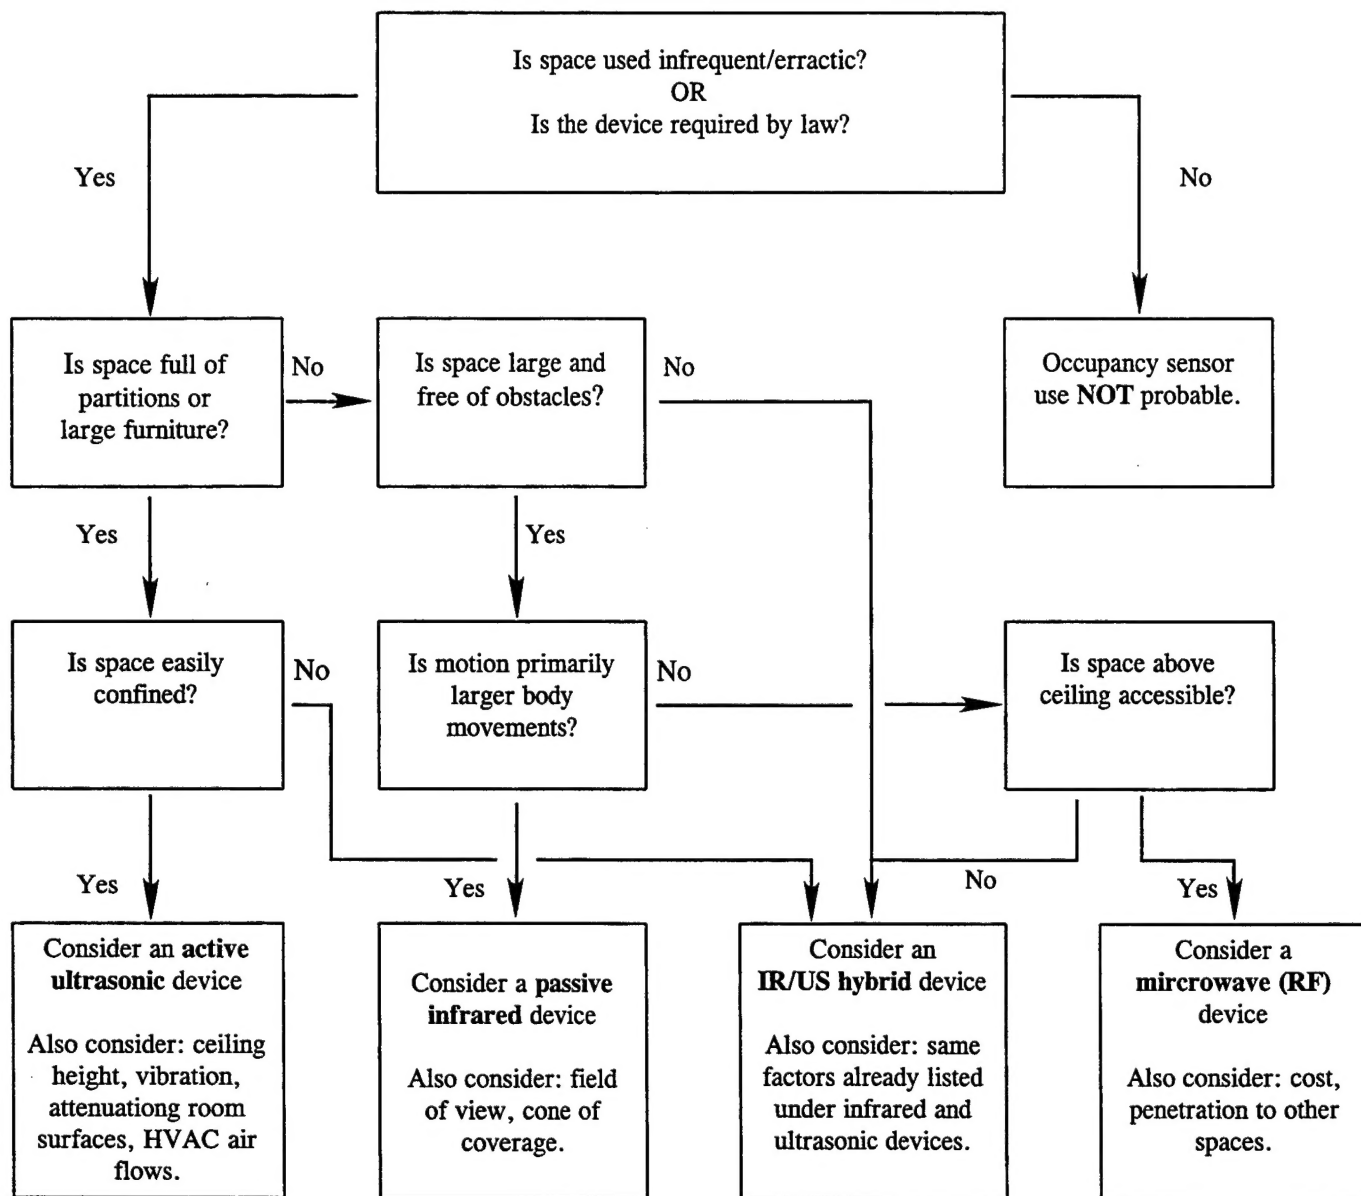 Is space used infrequent/erractic?
OR
Is the device required by law?
Yes
No
Is space full of
partitions or
large furniture?
No
Is space large and
free of obstacles?
No
Occupancy sensor
use NOT probable.
Yes
Yes
Is space easily
confined?
No
Is motion primarily
larger body
movements?
No
Is space above
ceiling accessible?
Yes
Yes
No
Yes
Consider an active
ultrasonic device
Also consider: ceiling
height, vibration,
attenuationg room
surfaces, HVAC air
flows.
Consider a passive
infrared device
Also consider: field
of view, cone of
coverage.
Consider an
IR/US hybrid device
Also consider: same
factors already listed
under infrared and
ultrasonic devices.
Consider a
mircrowave (RF)
device
Also consider: cost,
penetration to other
spaces.